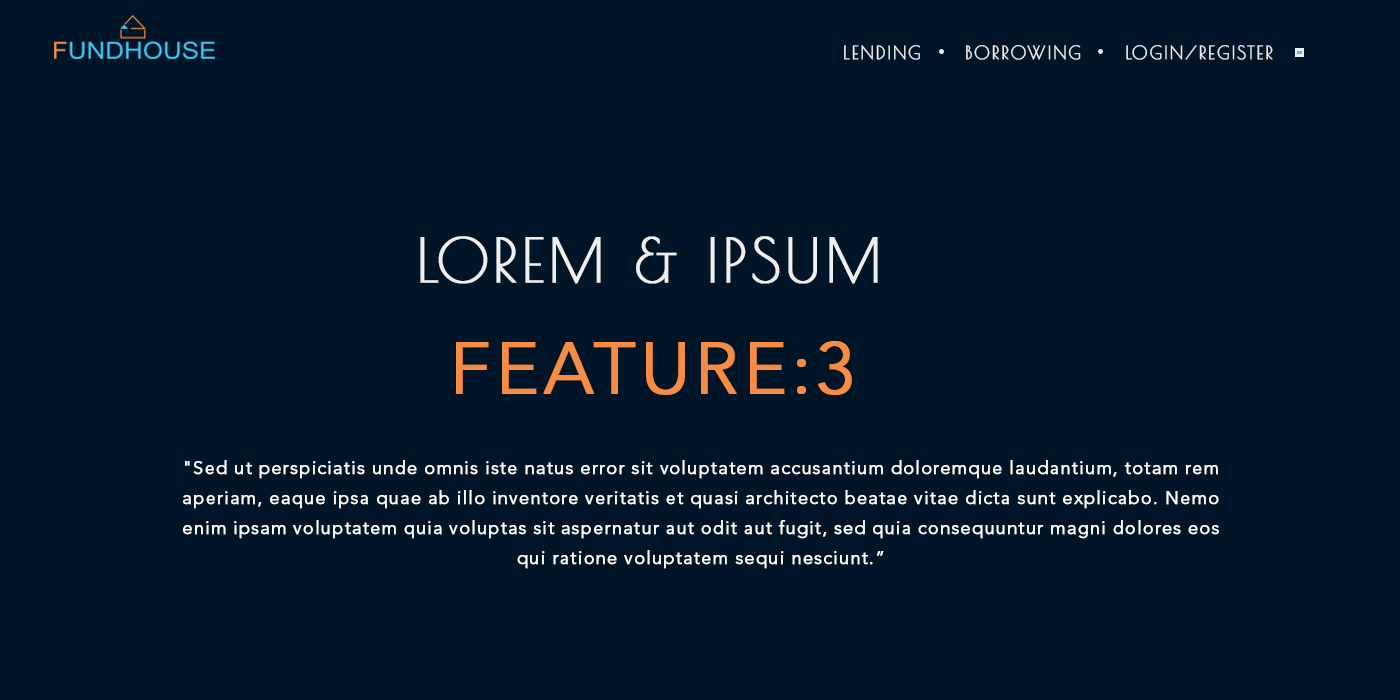 FUNDHOUSE
LENDING • BORROWING • LOGIN/REGISTER
LOREM & IPSUM
FEATURE:3
"Sed ut perspiciatis unde omnis iste natus error sit voluptatem accusantium doloremque laudantium, totam rem
aperiam, eaque ipsa quae ab illo inventore veritatis et quasi architecto beatae vitae dicta sunt explicabo. Nemo
enim ipsam voluptatem quia voluptas sit aspernatur aut odit aut fugit, sed quia consequuntur magni dolores eos
qui ratione voluptatem sequi nesciunt.”